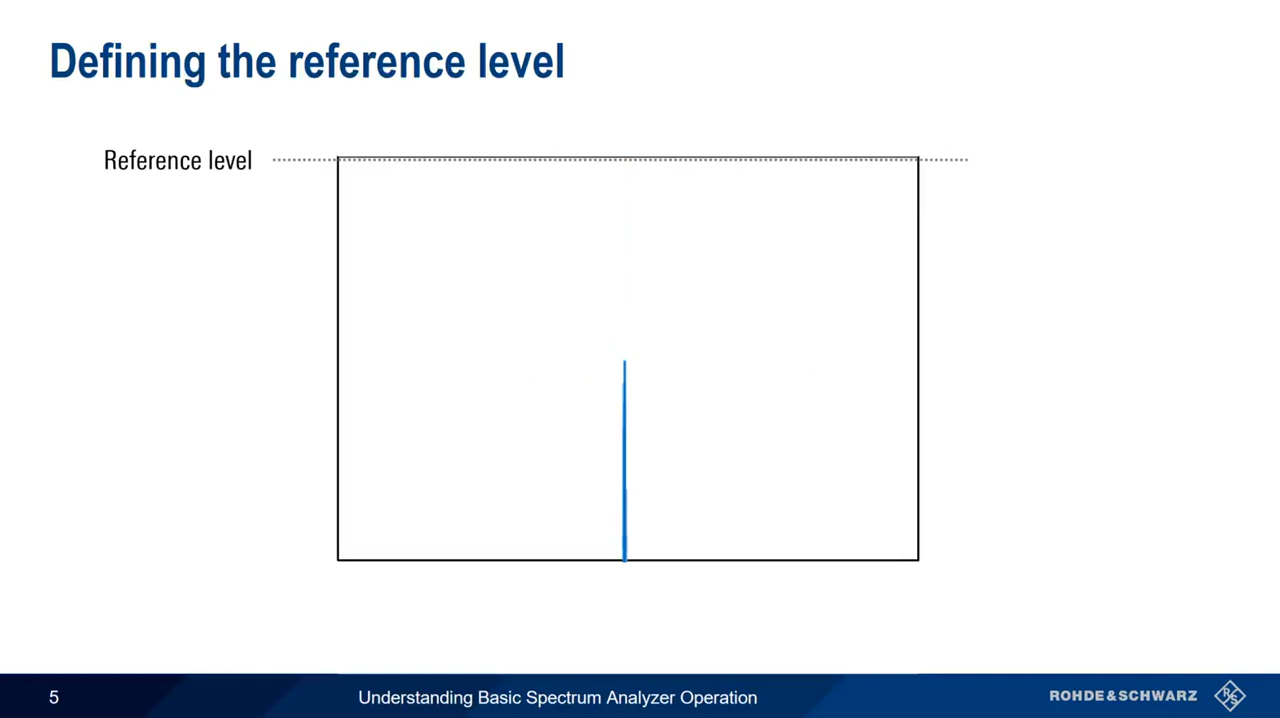 Defining the reference level
Reference level
5
Understanding Basic Spectrum Analyzer Operation
ROHDE&SCHWARZ
R&S